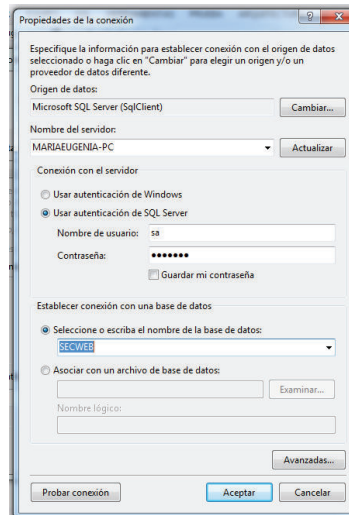 Propiedades de la conexión
Especifique la información para establecer conexión con el origen de datos
seleccionado o haga clic en "Cambiar" para elegir un origen y/o un
proveedor de datos diferente.
Origen de datos:
Microsoft SQL Server (SqlClient)
Cambiar...
Nombre del servidor:
MARIAEUGENIA-PC
Actualizar
Conexión con el servidor
Usar autenticación de Windows
Usar autenticación de SQL Server
Nombre de usuario: sa
Contraseña: •••••••
Guardar mi contraseña
Establecer conexión con una base de datos
Seleccione o escriba el nombre de la base de datos:
SECWEB
Asociar con un archivo de base de datos:
Examinar...
Nombre lógico:
Avanzadas...
Probar conexión Aceptar Cancelar